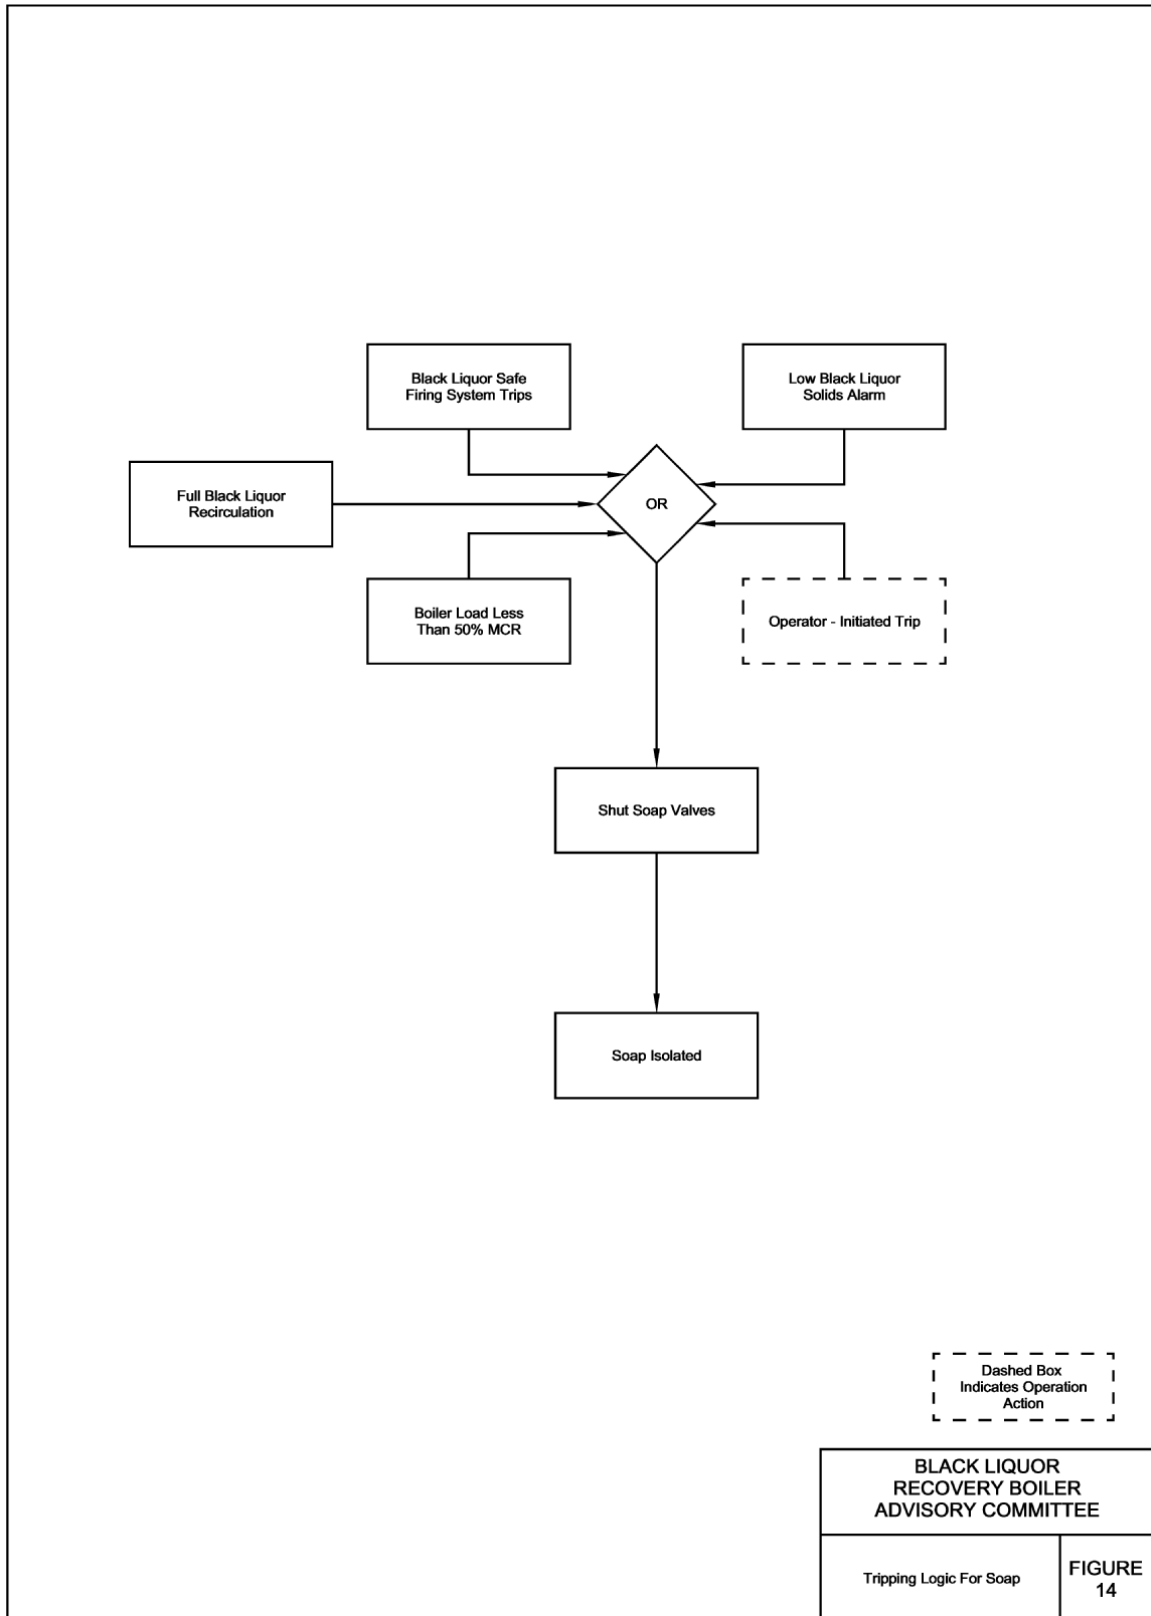 Black Liquor Safe
Firing System Trips
Low Black Liquor
Solids Alarm
Full Black Liquor
Recirculation
OR
Boiler Load Less
Than 50% MCR
Operator - Initiated Trip
Shut Soap Valves
Soap Isolated
Dashed Box
Indicates Operation
Action
BLACK LIQUOR
RECOVERY BOILER
ADVISORY COMMITTEE
Tripping Logic For Soap
FIGURE
14